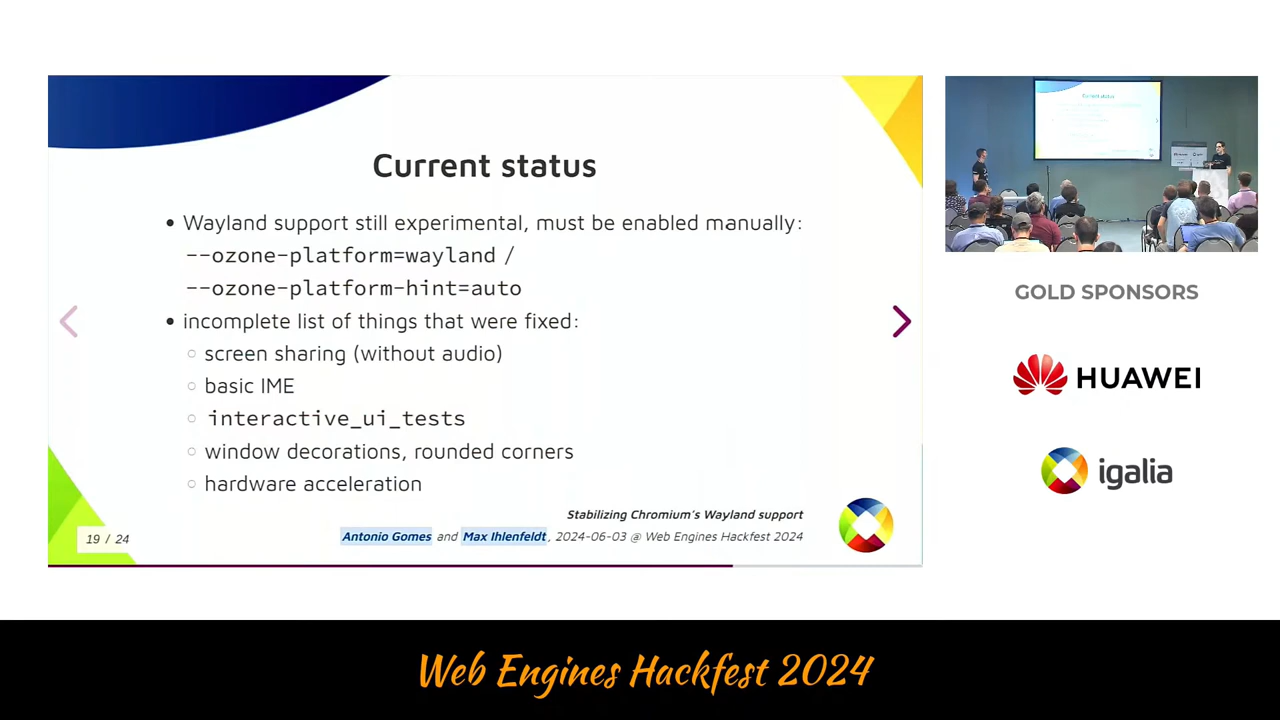 Current status
• Wayland support still experimental, must be enabled manually:
--ozone-platform=wayland /
--ozone-platform-hint=auto
• incomplete list of things that were fixed:
○ screen sharing (without audio)
○ basic IME
○ interactive_ui_tests
○ window decorations, rounded corners
○ hardware acceleration
Stabilizing Chromium's Wayland support
Antonio Gomes and Max Ihlenfeldt, 2024-06-03 @ Web Engines Hackfest 2024
19 / 24
Current status
GOLD SPONSORS
HUAWEI
igalia
Web Engines Hackfest 2024